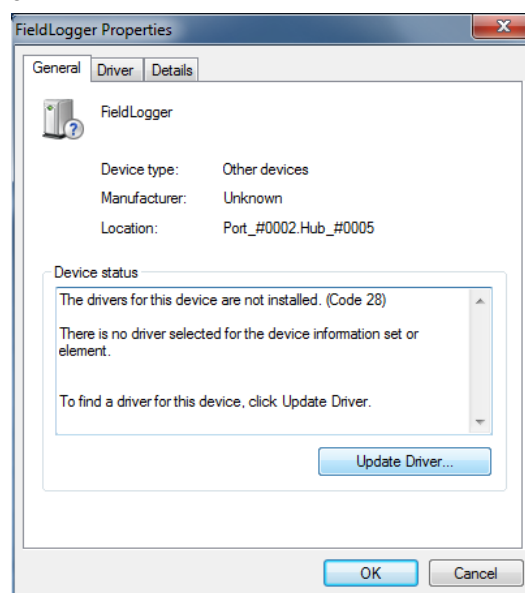 FieldLogger Properties
General Driver Details
FieldLogger
Device type: Other devices
Manufacturer: Unknown
Location: Port_#0002.Hub_#0005
Device status
The drivers for this device are not installed. (Code 28)
There is no driver selected for the device information set or
element.
To find a driver for this device, click Update Driver.
Update Driver...
OK Cancel